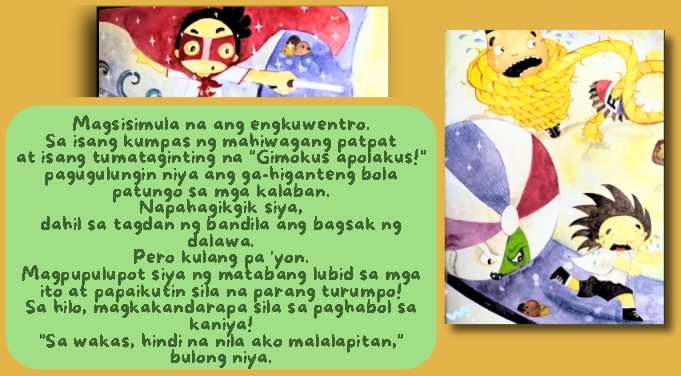 Magsisimula na ang engkuwentro.
Sa isang kumpas ng mahiwagang patpat
at isang tumataginting na "Gimokus apolakus!"
pagugulungin niya ang ga-higanteng bola
patungo sa mga kalaban.
Napahagikgik siya,
dahil sa tagdan ng bandila ang bagsak ng
dalawa.
Pero kulang pa 'yon.
Magpupulupot siya ng matabang lubid sa mga
ito at papaikutin sila na parang turumpo!
Sa hilo, magkakandarapa sila sa paghabol sa
kaniya!
"Sa wakas, hindi na nila ako malalapitan,"
bulong niya.